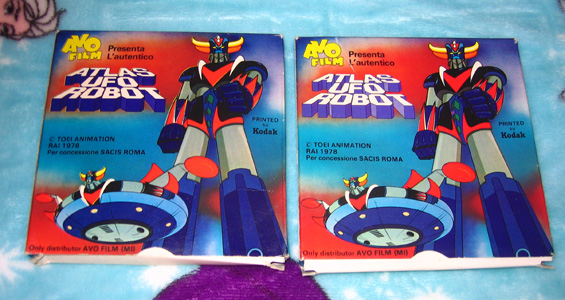 AVO
FILM
Presenta
L'autentico
ATLAS
UFO
ROBOT
PRINTED
by
Kodak
© TOEI ANIMATION
RAI 1978
Per concessione SACIS ROMA
Only distributor AVO FILM (MI)
AVO
FILM
Presenta
L'autentico
ATLAS
UFO
ROBOT
PRINTED
by
Kodak
© TOEI ANIMATION
RAI 1978
Per concessione SACIS ROMA
Only distributor AVO FILM (MI)